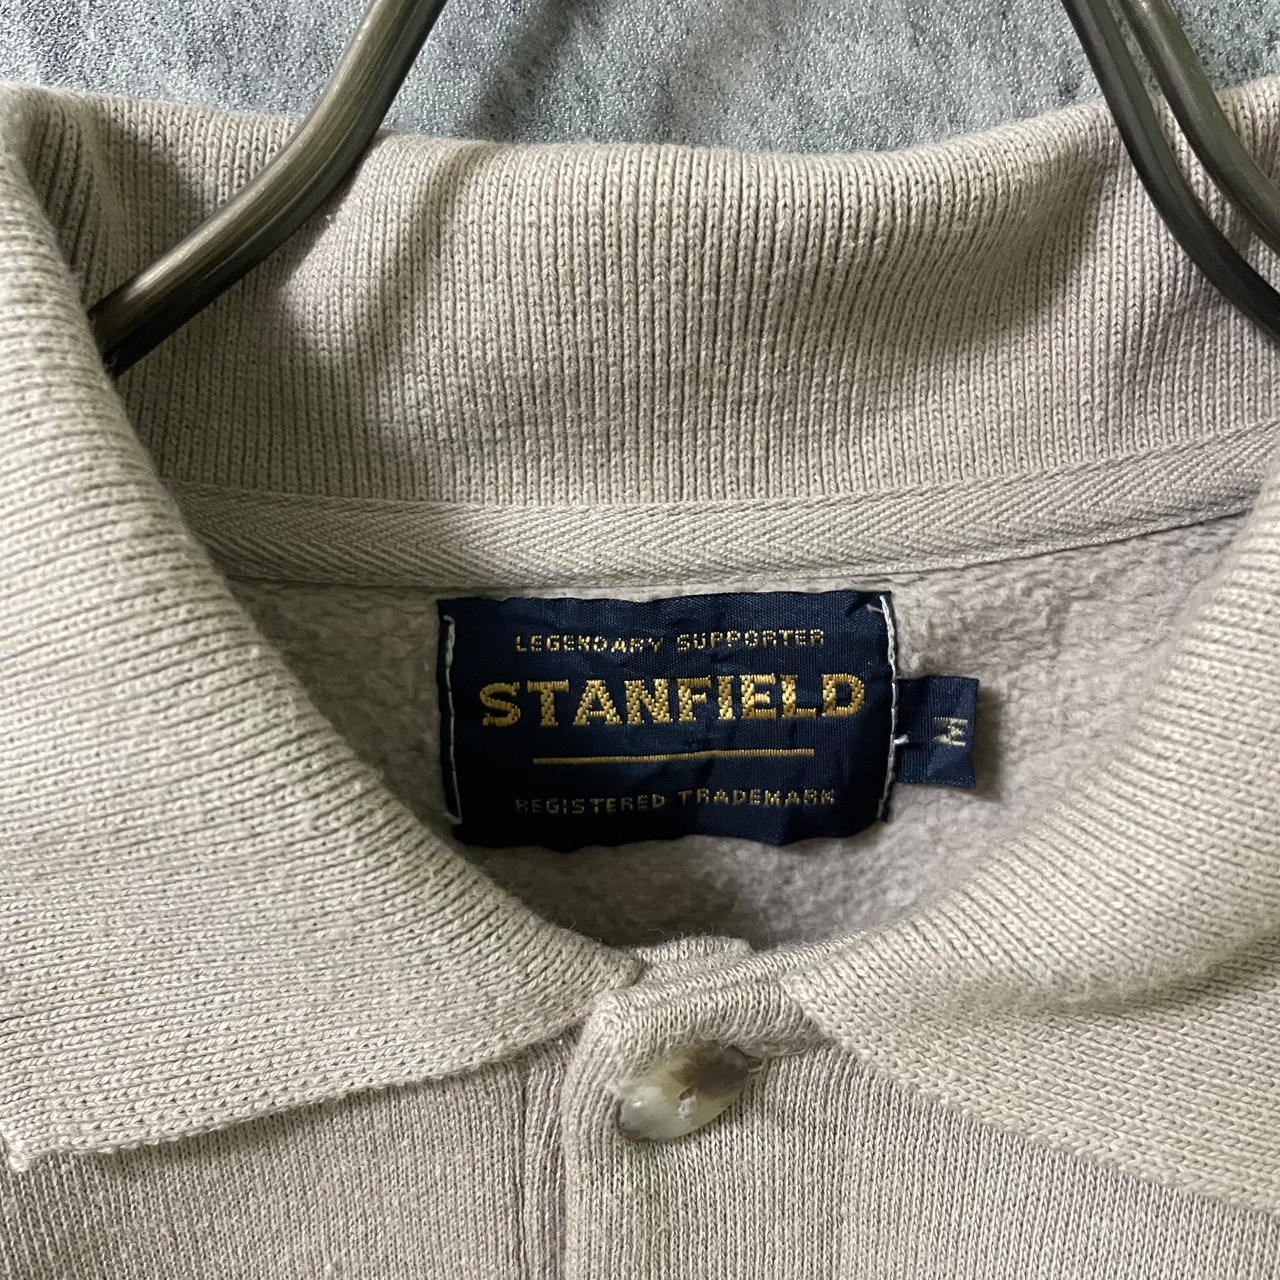 LEGENDARY SUPPORTER
STANFIELD
REGISTERED TRADEMARK
M